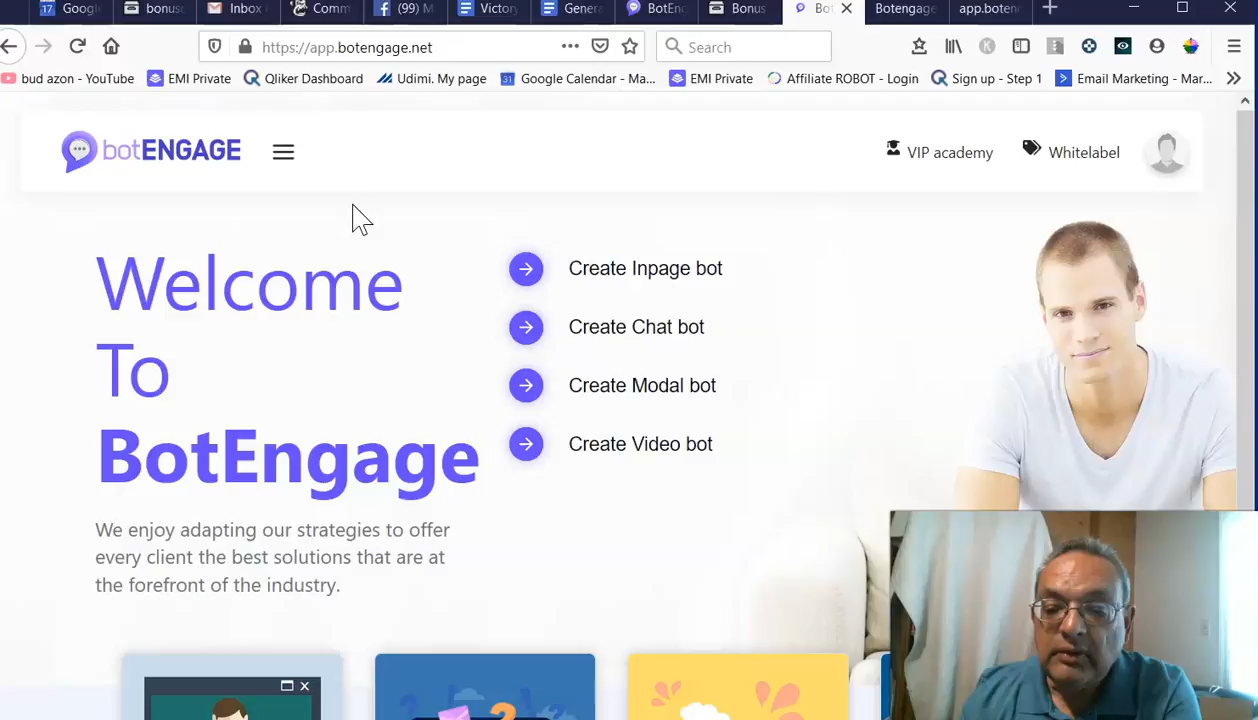 Googl
bonus
Inbox
Comm
(99) M
Victory
Genera
BotEn
Bonus
Bot
Botengage
app.boten
https://app.botengage.net
Search
bud azon - YouTube
EMI Private
Qliker Dashboard
Udimi. My page
Google Calendar - Ma...
EMI Private
Affiliate ROBOT - Login
Sign up - Step 1
Email Marketing - Mar...
botENGAGE
VIP academy
Whitelabel
Welcome
To
BotEngage
Create Inpage bot
Create Chat bot
Create Modal bot
Create Video bot
We enjoy adapting our strategies to offer
every client the best solutions that are at
the forefront of the industry.